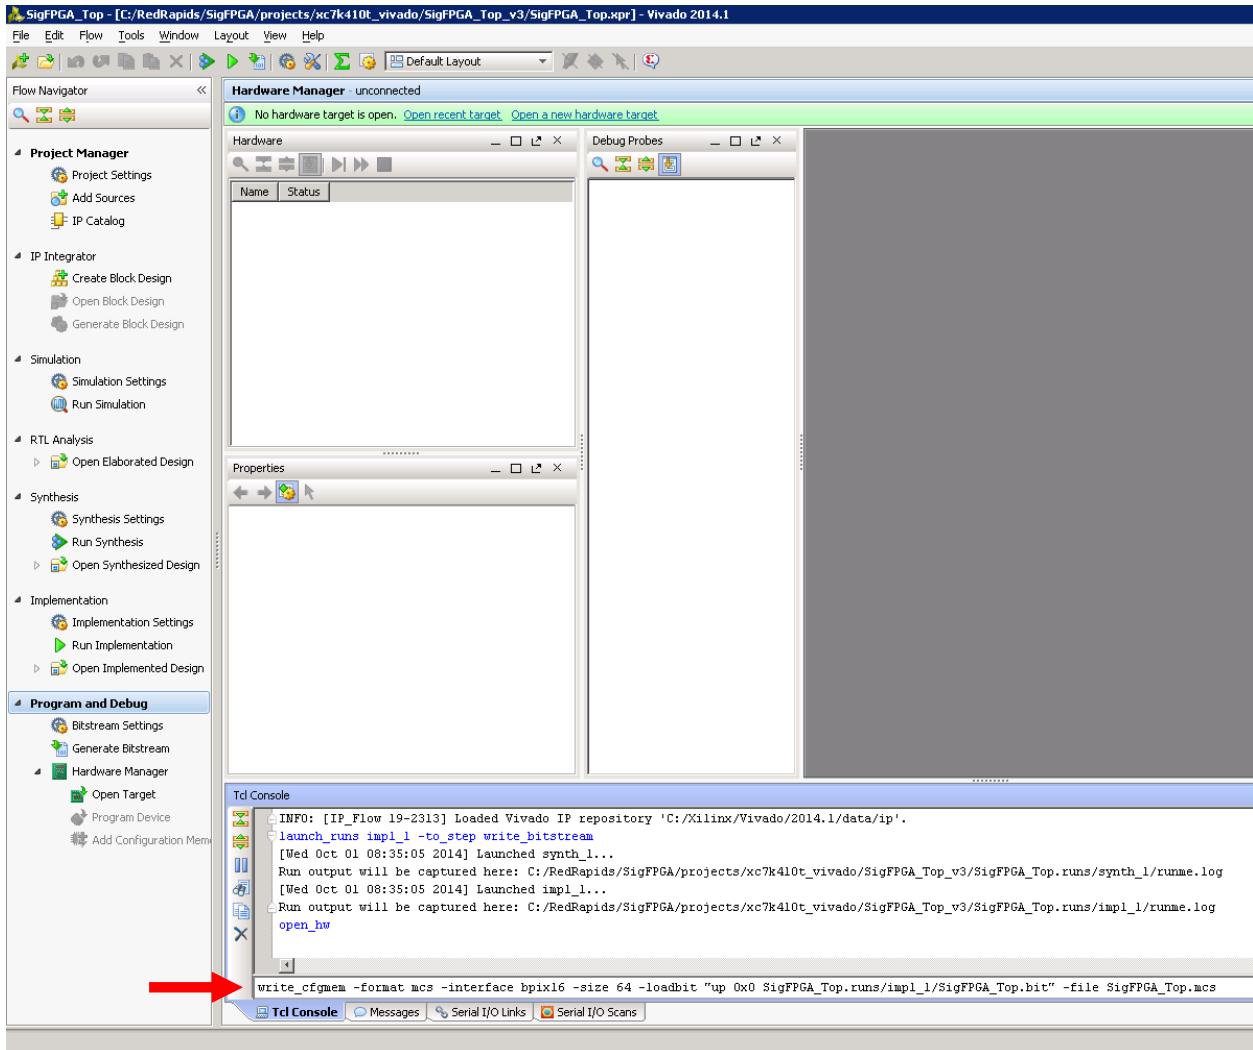 SigFPGA_Top - [C:/RedRapids/SigFPGA/projects/xc7k410t_vivado/SigFPGA_Top_v3/SigFPGA_Top.xpr] - Vivado 2014.1
File Edit Flow Tools Window Layout View Help
Default Layout
Flow Navigator
Project Manager
Project Settings
Add Sources
IP Catalog
IP Integrator
Create Block Design
Open Block Design
Generate Block Design
Simulation
Simulation Settings
Run Simulation
RTL Analysis
Open Elaborated Design
Synthesis
Synthesis Settings
Run Synthesis
Open Synthesized Design
Implementation
Implementation Settings
Run Implementation
Open Implemented Design
Program and Debug
Bitstream Settings
Generate Bitstream
Hardware Manager
Open Target
Program Device
Add Configuration Mem
Hardware Manager - unconnected
No hardware target is open. Open recent target Open a new hardware target
Hardware
Name Status
Debug Probes
Properties
Tcl Console
INFO: [IP_Flow 19-2313] Loaded Vivado IP repository 'C:/Xilinx/Vivado/2014.1/data/ip'.
launch_runs impl_1 -to_step write_bitstream
[Wed Oct 01 08:35:05 2014] Launched synth_1...
Run output will be captured here: C:/RedRapids/SigFPGA/projects/xc7k410t_vivado/SigFPGA_Top_v3/SigFPGA_Top.runs/synth_1/runme.log
[Wed Oct 01 08:35:05 2014] Launched impl_1...
Run output will be captured here: C:/RedRapids/SigFPGA/projects/xc7k410t_vivado/SigFPGA_Top_v3/SigFPGA_Top.runs/impl_1/runme.log
open_hw
write_cfgmem -format mcs -interface bpix16 -size 64 -loadbit "up 0x0 SigFPGA_Top.runs/impl_1/SigFPGA_Top.bit" -file SigFPGA_Top.mcs
Tcl Console Messages Serial I/O Links Serial I/O Scans